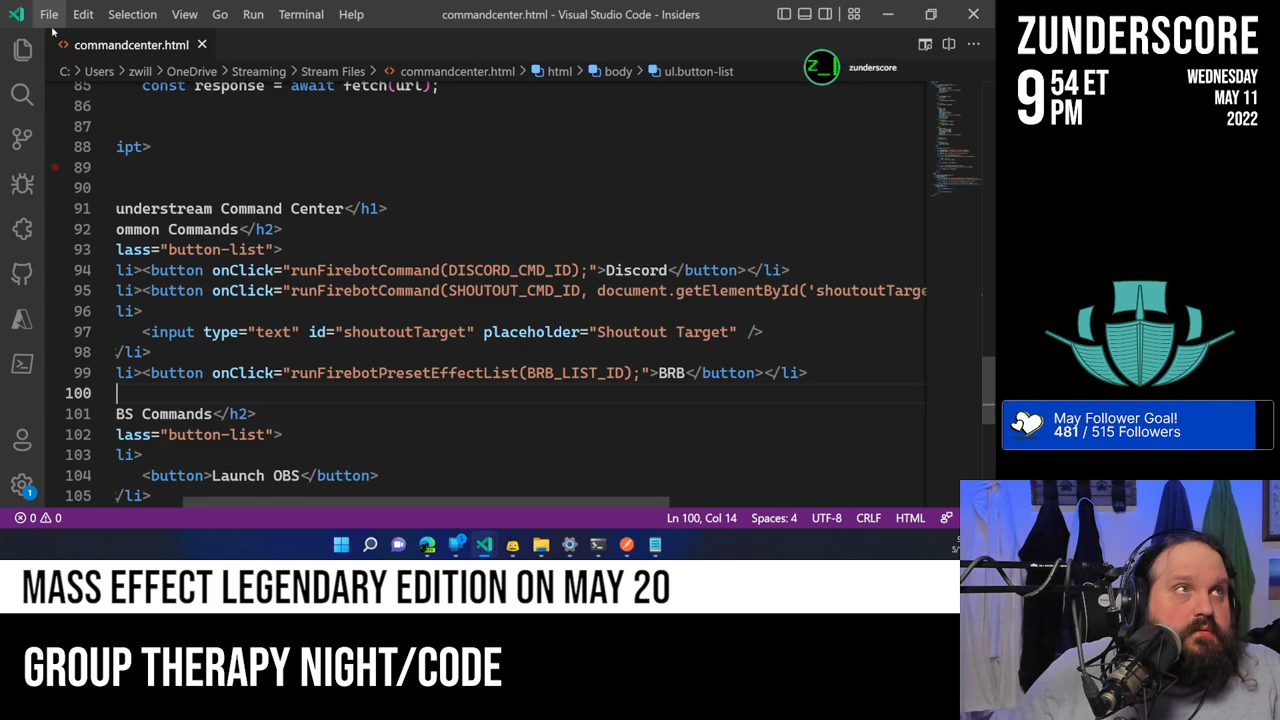 File Edit Selection View Go Run Terminal Help commandcenter.html - Visual Studio Code - Insiders
commandcenter.html
C: > Users > zwill > OneDrive > Streaming > Stream Files > commandcenter.html > html > body > ul.button-list
z_| zunderscore
85 const response = await fetch(url);
86
87
88 ipt>
89
90
91 understream Command Center</h1>
92 ommon Commands</h2>
93 lass="button-list">
94 li><button onClick="runFirebotCommand(DISCORD_CMD_ID);">Discord</button></li>
95 li><button onClick="runFirebotCommand(SHOUTOUT_CMD_ID, document.getElementById('shoutoutTarge
96 li>
97 <input type="text" id="shoutoutTarget" placeholder="Shoutout Target" />
98 /li>
99 li><button onClick="runFirebotPresetEffectList(BRB_LIST_ID);">BRB</button></li>
100
101 BS Commands</h2>
102 lass="button-list">
103 li>
104 <button>Launch OBS</button>
105 /li>
1
0 0 Ln 100, Col 14 Spaces: 4 UTF-8 CRLF HTML
ZUNDERSCORE
9 54 ET PM
WEDNESDAY
MAY 11
2022
May Follower Goal!
481 / 515 Followers
MASS EFFECT LEGENDARY EDITION ON MAY 20
GROUP THERAPY NIGHT/CODE